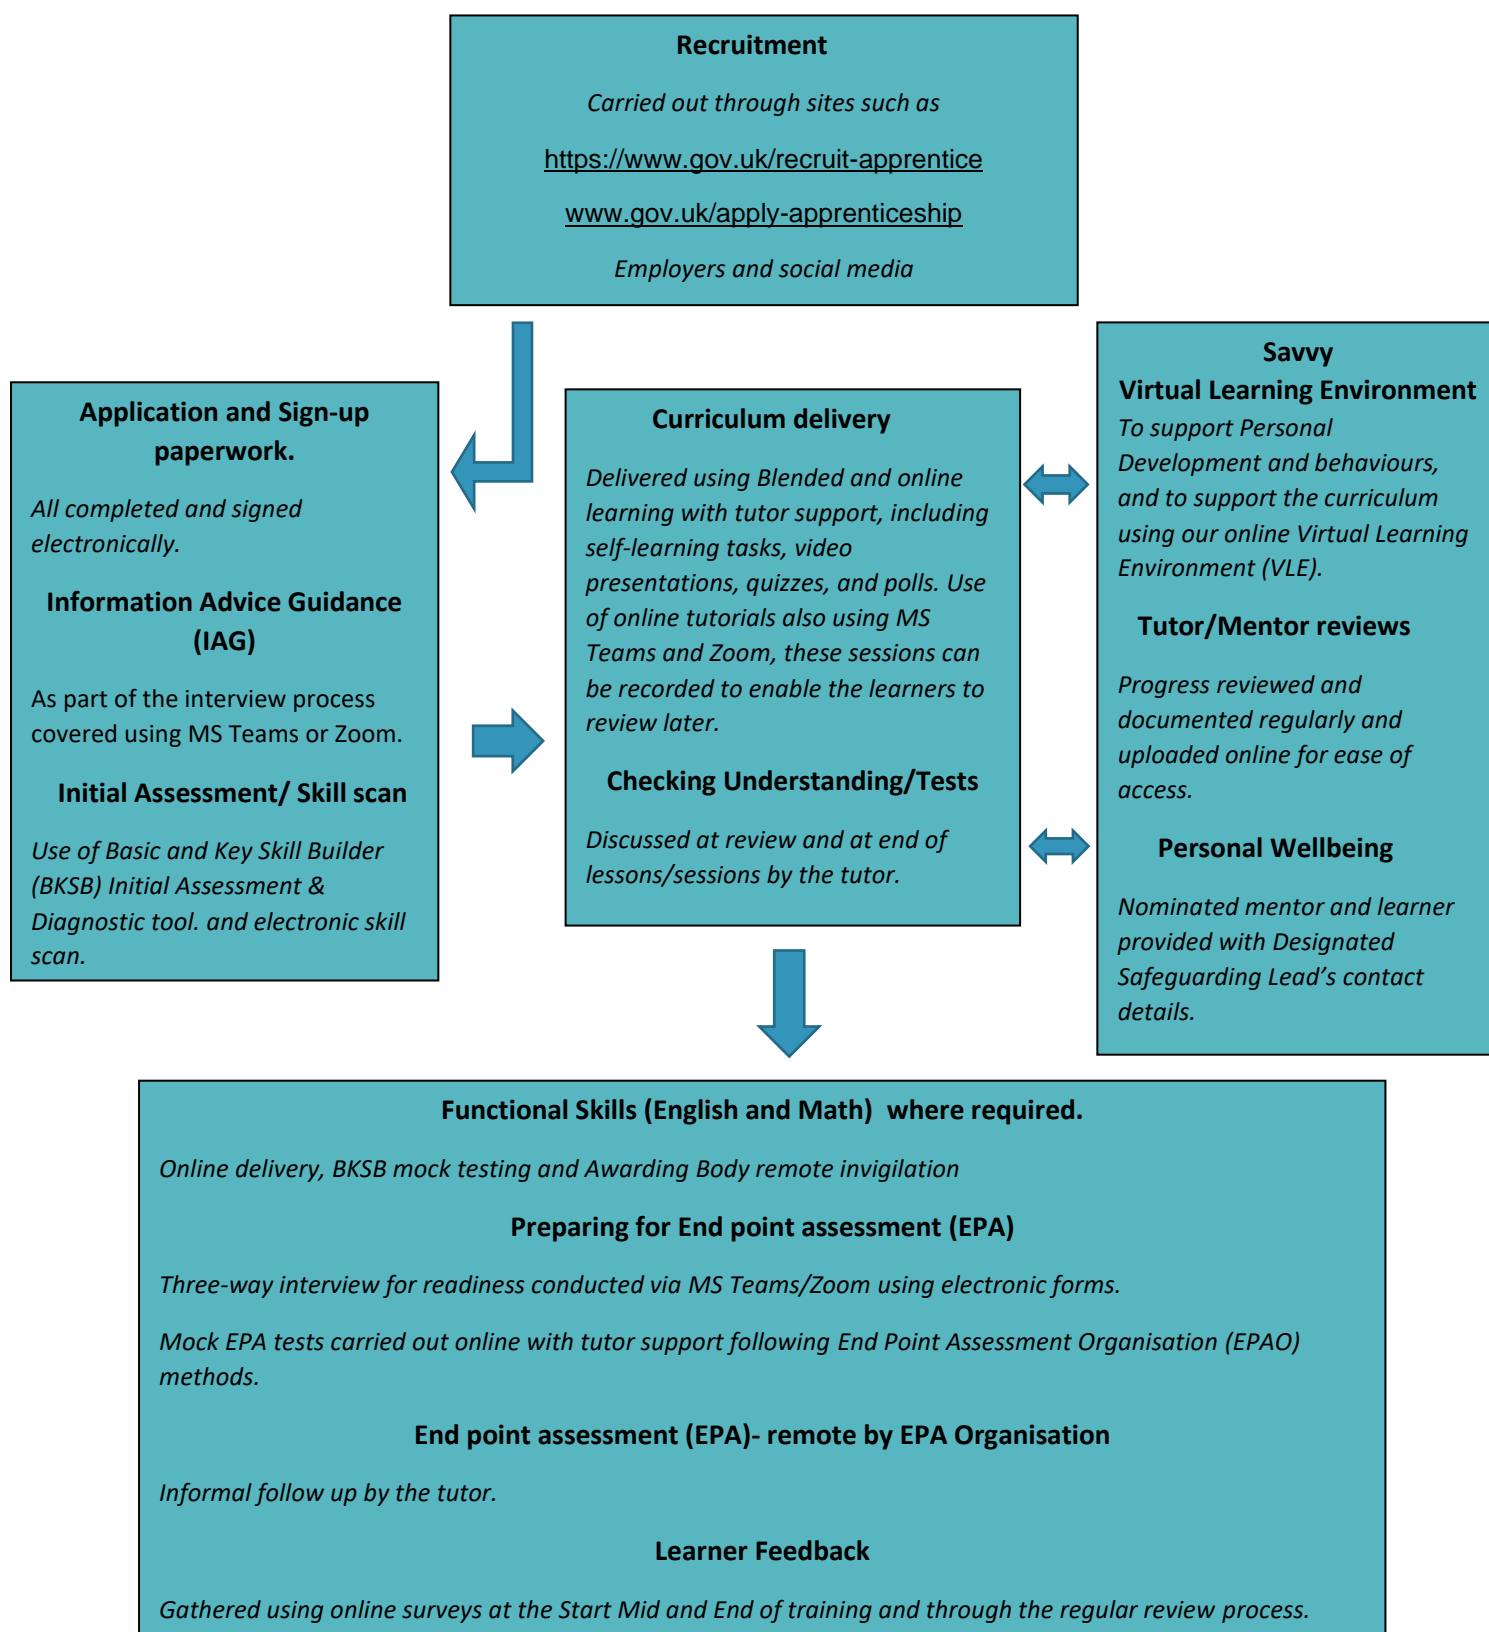 Recruitment
Carried out through sites such as
https://www.gov.uk/recruit-apprentice
www.gov.uk/apply-apprenticeship
Employers and social media
Application and Sign-up
paperwork.
All completed and signed
electronically.
Information Advice Guidance
(IAG)
As part of the interview process
covered using MS Teams or Zoom.
Initial Assessment/ Skill scan
Use of Basic and Key Skill Builder
(BKSB) Initial Assessment &
Diagnostic tool. and electronic skill
scan.
Curriculum delivery
Delivered using Blended and online
learning with tutor support, including
self-learning tasks, video
presentations, quizzes, and polls. Use
of online tutorials also using MS
Teams and Zoom, these sessions can
be recorded to enable the learners to
review later.
Checking Understanding/Tests
Discussed at review and at end of
lessons/sessions by the tutor.
Savvy
Virtual Learning Environment
To support Personal
Development and behaviours,
and to support the curriculum
using our online Virtual Learning
Environment (VLE).
Tutor/Mentor reviews
Progress reviewed and
documented regularly and
uploaded online for ease of
access.
Personal Wellbeing
Nominated mentor and learner
provided with Designated
Safeguarding Lead’s contact
details.
Functional Skills (English and Math)  where required.
Online delivery, BKSB mock testing and Awarding Body remote invigilation
Preparing for End point assessment (EPA)
Three-way interview for readiness conducted via MS Teams/Zoom using electronic forms.
Mock EPA tests carried out online with tutor support following End Point Assessment Organisation (EPAO)
methods.
End point assessment (EPA)- remote by EPA Organisation
Informal follow up by the tutor.
Learner Feedback
Gathered using online surveys at the Start Mid and End of training and through the regular review process.